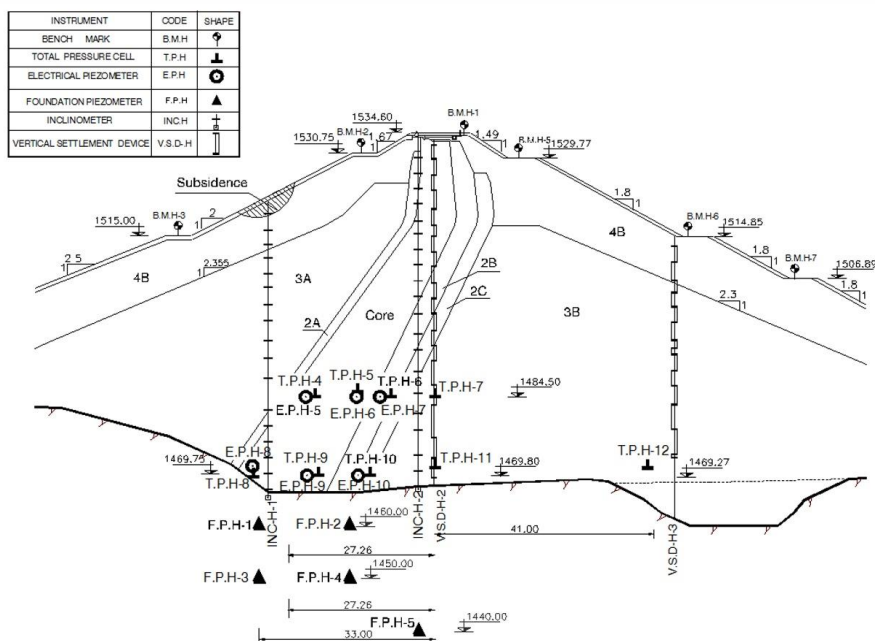 INSTRUMENT CODE SHAPE
BENCH MARK B.M.H
TOTAL PRESSURE CELL T.P.H
ELECTRICAL PIEZOMETER E.P.H
FOUNDATION PIEZOMETER F.P.H
INCLINOMETER INC.H
VERTICAL SETTLEMENT DEVICE V.S.D-.H
1534.60
B.M.H-1
1530.75 B.M.H-2 1.67 1
1.49 1 B.M.H-5 1529.77
Subsidence
1515.00 B.M.H-3 2 1
1.8 1 B.M.H-6 1514.85
4B
1.8 1 B.M.H-7 1506.89
2.5 1
4B 2.355 1 3A
2B
2C
1.8 1
2.3 1
2A Core 3B
T.P.H-4 T.P.H-5 T.P.H-6 T.P.H-7 1484.50
E.P.H-5 E.P.H-6 E.P.H-7
E.P.H-8 T.P.H-9 T.P.H-10 T.P.H-11 T.P.H-12
1469.75 T.P.H-8 E.P.H-9 E.P.H-10 1469.80 1469.27
INC-H-1
INC-H-2
V.S.D-H-2
V.S.D-H-3
F.P.H-1 F.P.H-2 1460.00
41.00
27.26
F.P.H-3 F.P.H-4 1450.00
27.26
F.P.H-5 1440.00
33.00